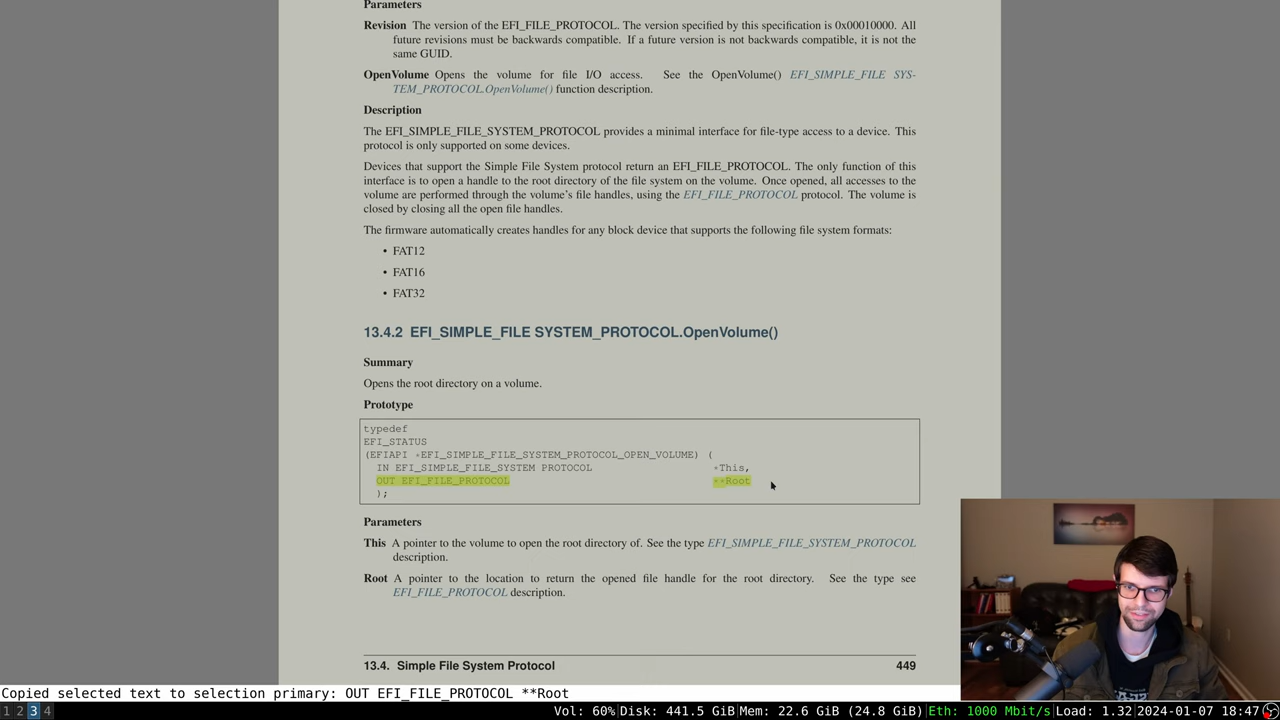 Parameters
Revision The version of the EFI_FILE_PROTOCOL. The version specified by this specification is 0x00010000. All
future revisions must be backwards compatible. If a future version is not backwards compatible, it is not the
same GUID.
OpenVolume Opens the volume for file I/O access. See the OpenVolume() EFI_SIMPLE_FILE SYS-
TEM_PROTOCOL.OpenVolume() function description.
Description
The EFI_SIMPLE_FILE_SYSTEM_PROTOCOL provides a minimal interface for file-type access to a device. This
protocol is only supported on some devices.
Devices that support the Simple File System protocol return an EFI_FILE_PROTOCOL. The only function of this
interface is to open a handle to the root directory of the file system on the volume. Once opened, all accesses to the
volume are performed through the volume's file handles, using the EFI_FILE_PROTOCOL protocol. The volume is
closed by closing all the open file handles.
The firmware automatically creates handles for any block device that supports the following file system formats:
• FAT12
• FAT16
• FAT32
13.4.2 EFI_SIMPLE_FILE SYSTEM_PROTOCOL.OpenVolume()
Summary
Opens the root directory on a volume.
Prototype
typedef
EFI_STATUS
(EFIAPI *EFI_SIMPLE_FILE_SYSTEM_PROTOCOL_OPEN_VOLUME) (
IN EFI_SIMPLE_FILE_SYSTEM PROTOCOL *This,
OUT EFI_FILE_PROTOCOL **Root
);
Parameters
This A pointer to the volume to open the root directory of. See the type EFI_SIMPLE_FILE_SYSTEM_PROTOCOL
description.
Root A pointer to the location to return the opened file handle for the root directory. See the type see
EFI_FILE_PROTOCOL description.
13.4. Simple File System Protocol 449
Copied selected text to selection primary: OUT EFI_FILE_PROTOCOL **Root
1 2 3 4 Vol: 60%|Disk: 441.5 GiB|Mem: 22.6 GiB (24.8 GiB)|Eth: 1000 Mbit/s|Load: 1.32|2024-01-07 18:47